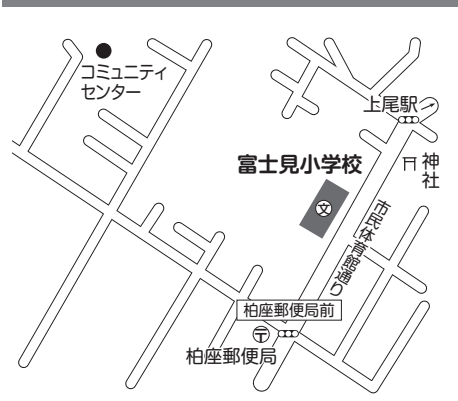 コミュニティ
センター
上尾駅
富士見小学校
神社
文
市民体育館通り
柏座郵便局前
〒
柏座郵便局